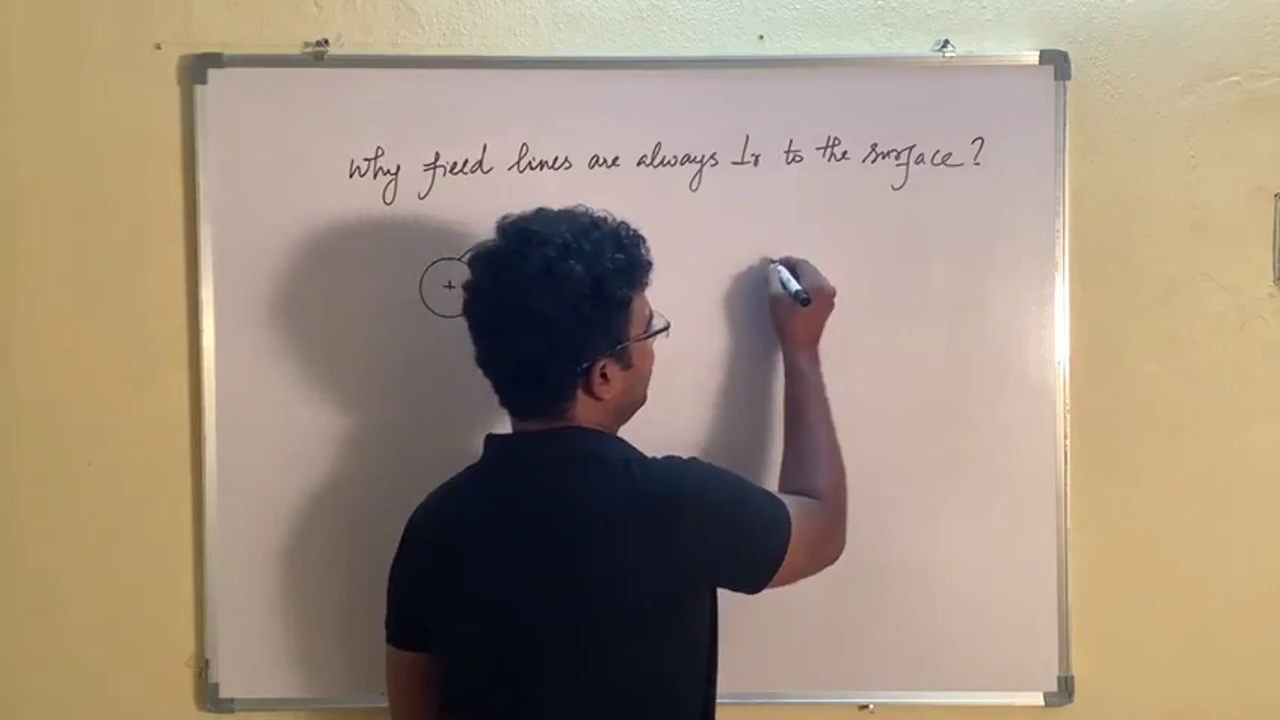 Why field lines are always ⊥r to the surface?
+